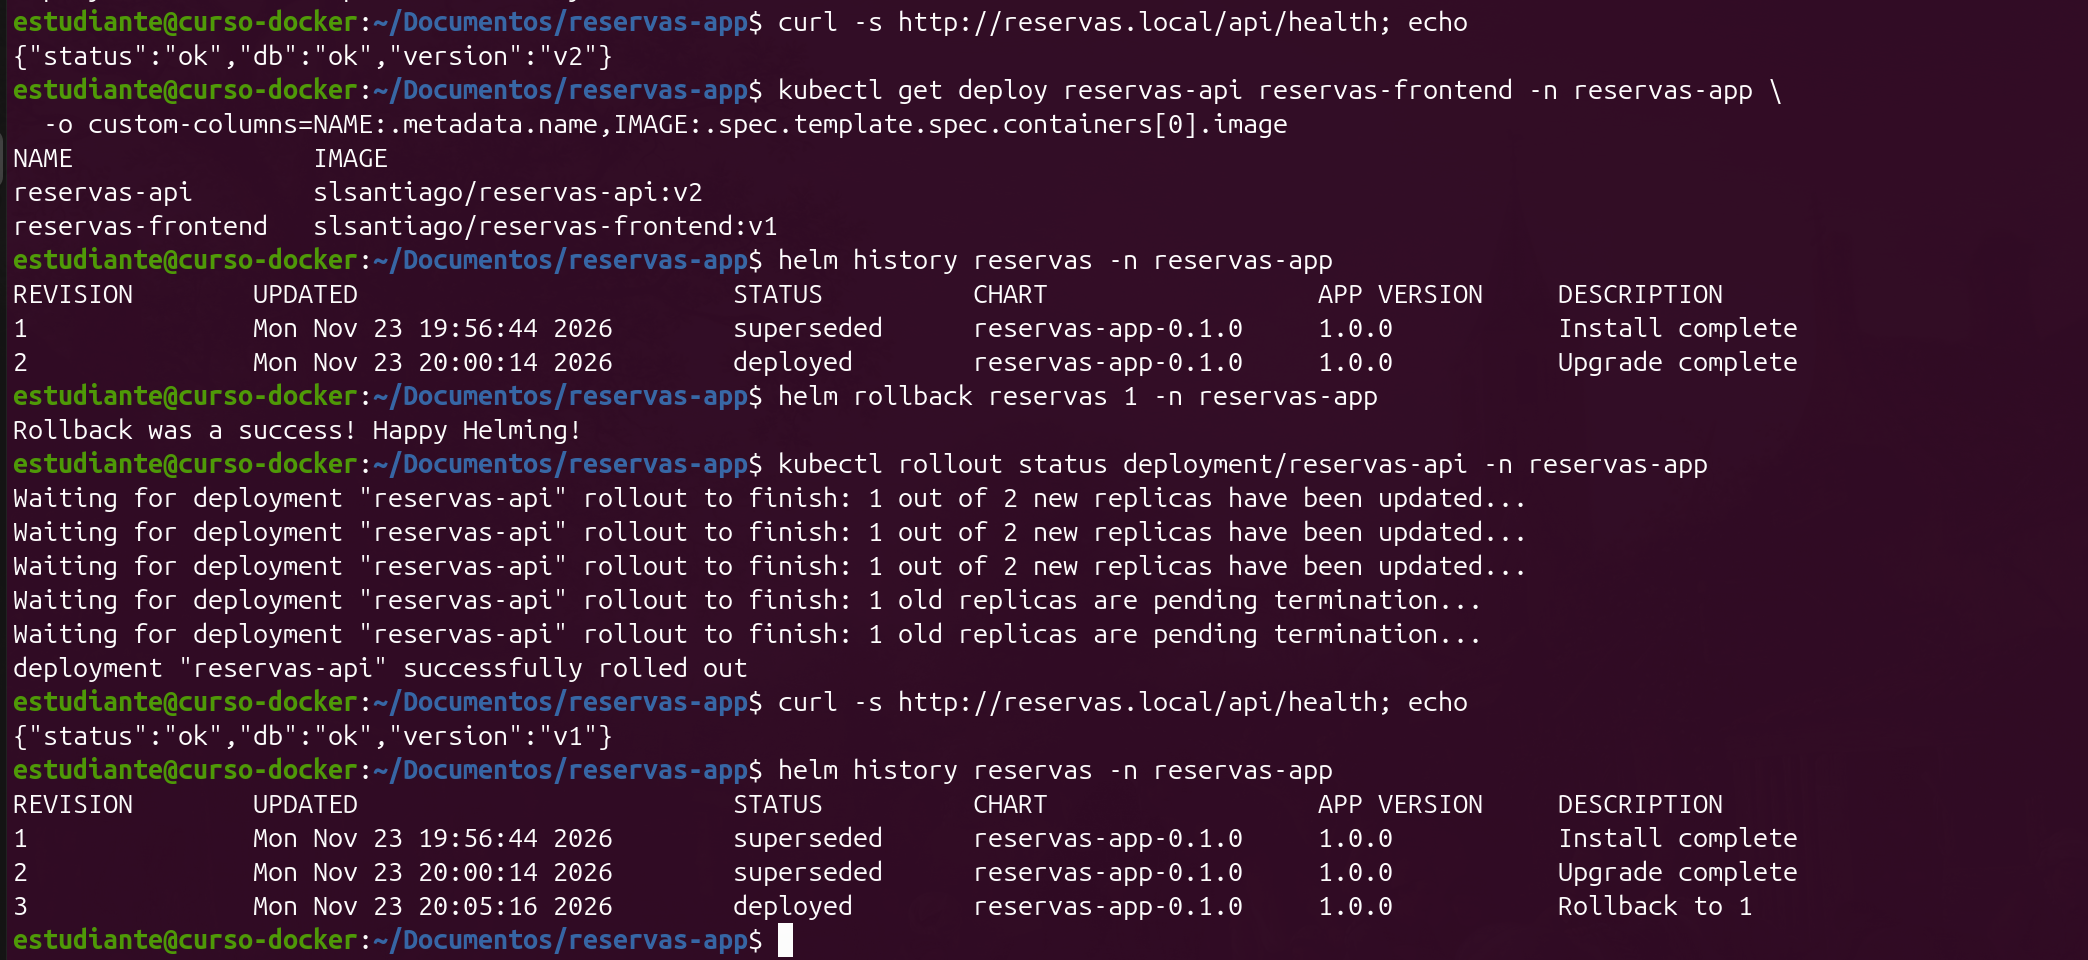 estudiante@curso-docker:~/Documentos/reservas-app$ curl -s http://reservas.local/api/health; echo
{"status":"ok","db":"ok","version":"v2"}
estudiante@curso-docker:~/Documentos/reservas-app$ kubectl get deploy reservas-api reservas-frontend -n reservas-app \
  -o custom-columns=NAME:.metadata.name,IMAGE:.spec.template.spec.containers[0].image
NAME                IMAGE
reservas-api        slsantiago/reservas-api:v2
reservas-frontend   slsantiago/reservas-frontend:v1
estudiante@curso-docker:~/Documentos/reservas-app$ helm history reservas -n reservas-app
REVISION        UPDATED                         STATUS          CHART                  APP VERSION     DESCRIPTION
1               Mon Nov 23 19:56:44 2026        superseded      reservas-app-0.1.0     1.0.0           Install complete
2               Mon Nov 23 20:00:14 2026        deployed        reservas-app-0.1.0     1.0.0           Upgrade complete
estudiante@curso-docker:~/Documentos/reservas-app$ helm rollback reservas 1 -n reservas-app
Rollback was a success! Happy Helming!
estudiante@curso-docker:~/Documentos/reservas-app$ kubectl rollout status deployment/reservas-api -n reservas-app
Waiting for deployment "reservas-api" rollout to finish: 1 out of 2 new replicas have been updated...
Waiting for deployment "reservas-api" rollout to finish: 1 out of 2 new replicas have been updated...
Waiting for deployment "reservas-api" rollout to finish: 1 out of 2 new replicas have been updated...
Waiting for deployment "reservas-api" rollout to finish: 1 old replicas are pending termination...
Waiting for deployment "reservas-api" rollout to finish: 1 old replicas are pending termination...
deployment "reservas-api" successfully rolled out
estudiante@curso-docker:~/Documentos/reservas-app$ curl -s http://reservas.local/api/health; echo
{"status":"ok","db":"ok","version":"v1"}
estudiante@curso-docker:~/Documentos/reservas-app$ helm history reservas -n reservas-app
REVISION        UPDATED                         STATUS          CHART                  APP VERSION     DESCRIPTION
1               Mon Nov 23 19:56:44 2026        superseded      reservas-app-0.1.0     1.0.0           Install complete
2               Mon Nov 23 20:00:14 2026        superseded      reservas-app-0.1.0     1.0.0           Upgrade complete
3               Mon Nov 23 20:05:16 2026        deployed        reservas-app-0.1.0     1.0.0           Rollback to 1
estudiante@curso-docker:~/Documentos/reservas-app$